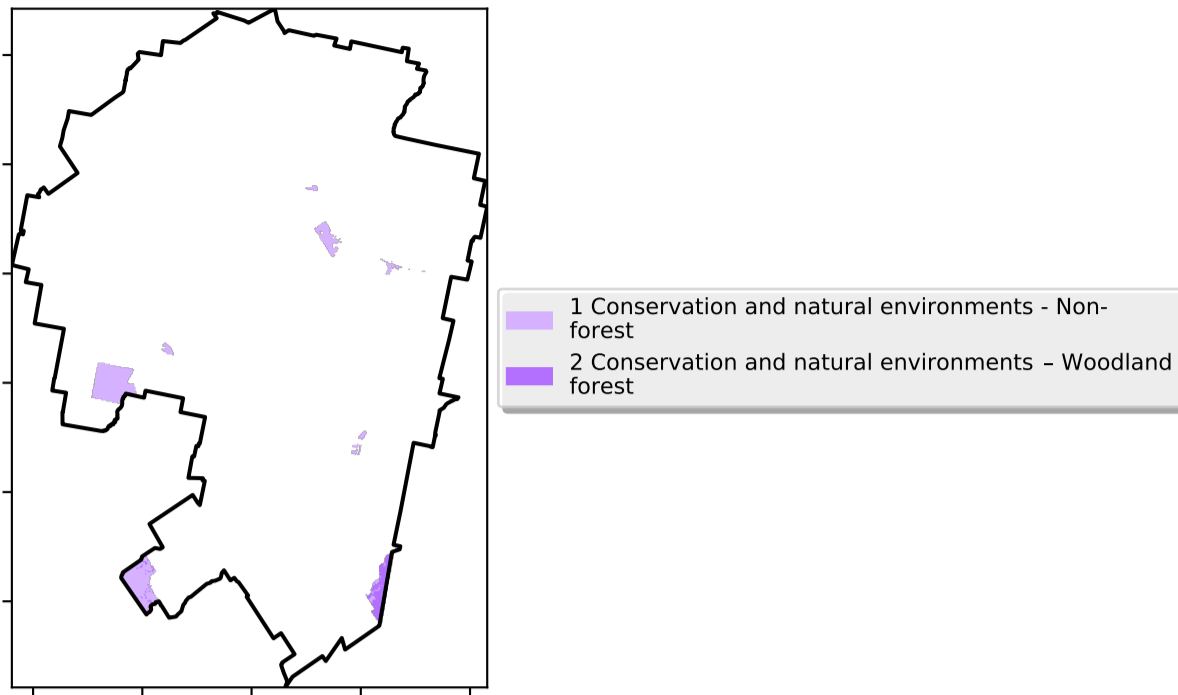 1 Conservation and natural environments - Non-
forest
2 Conservation and natural environments – Woodland
forest